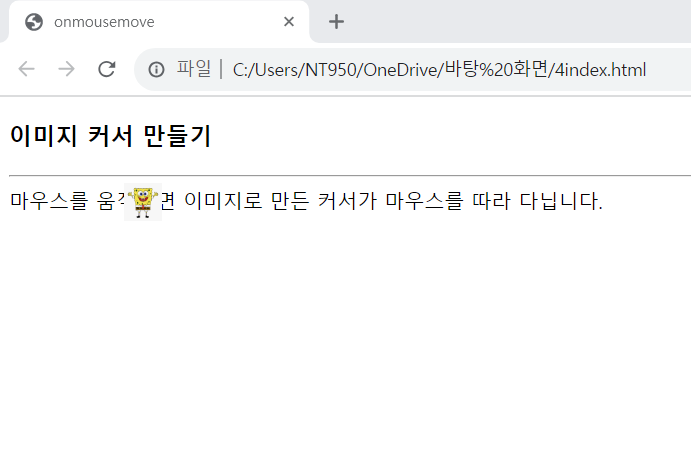 onmousemove
파일 | C:/Users/NT950/OneDrive/바탕%20화면/4index.html
이미지 커서 만들기
마우스를 면 이미지로 만든 커서가 마우스를 따라 다닙니다.